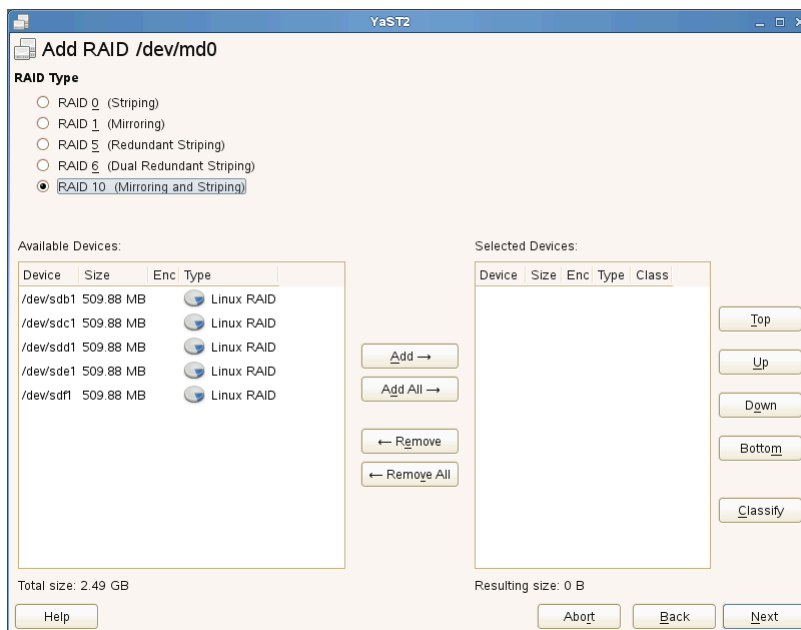 YaST2
Add RAID /dev/md0
RAID Type
RAID 0 (Striping)
RAID 1 (Mirroring)
RAID 5 (Redundant Striping)
RAID 6 (Dual Redundant Striping)
RAID 10 (Mirroring and Striping)
Available Devices:
Device Size Enc Type
/dev/sdb1 509.88 MB Linux RAID
/dev/sdc1 509.88 MB Linux RAID
/dev/sdd1 509.88 MB Linux RAID
/dev/sde1 509.88 MB Linux RAID
/dev/sdf1 509.88 MB Linux RAID
Total size: 2.49 GB
Add →
Add All →
← Remove
← Remove All
Selected Devices:
Device Size Enc Type Class
Resulting size: 0 B
Top
Up
Down
Bottom
Classify
Help
Abort
Back
Next